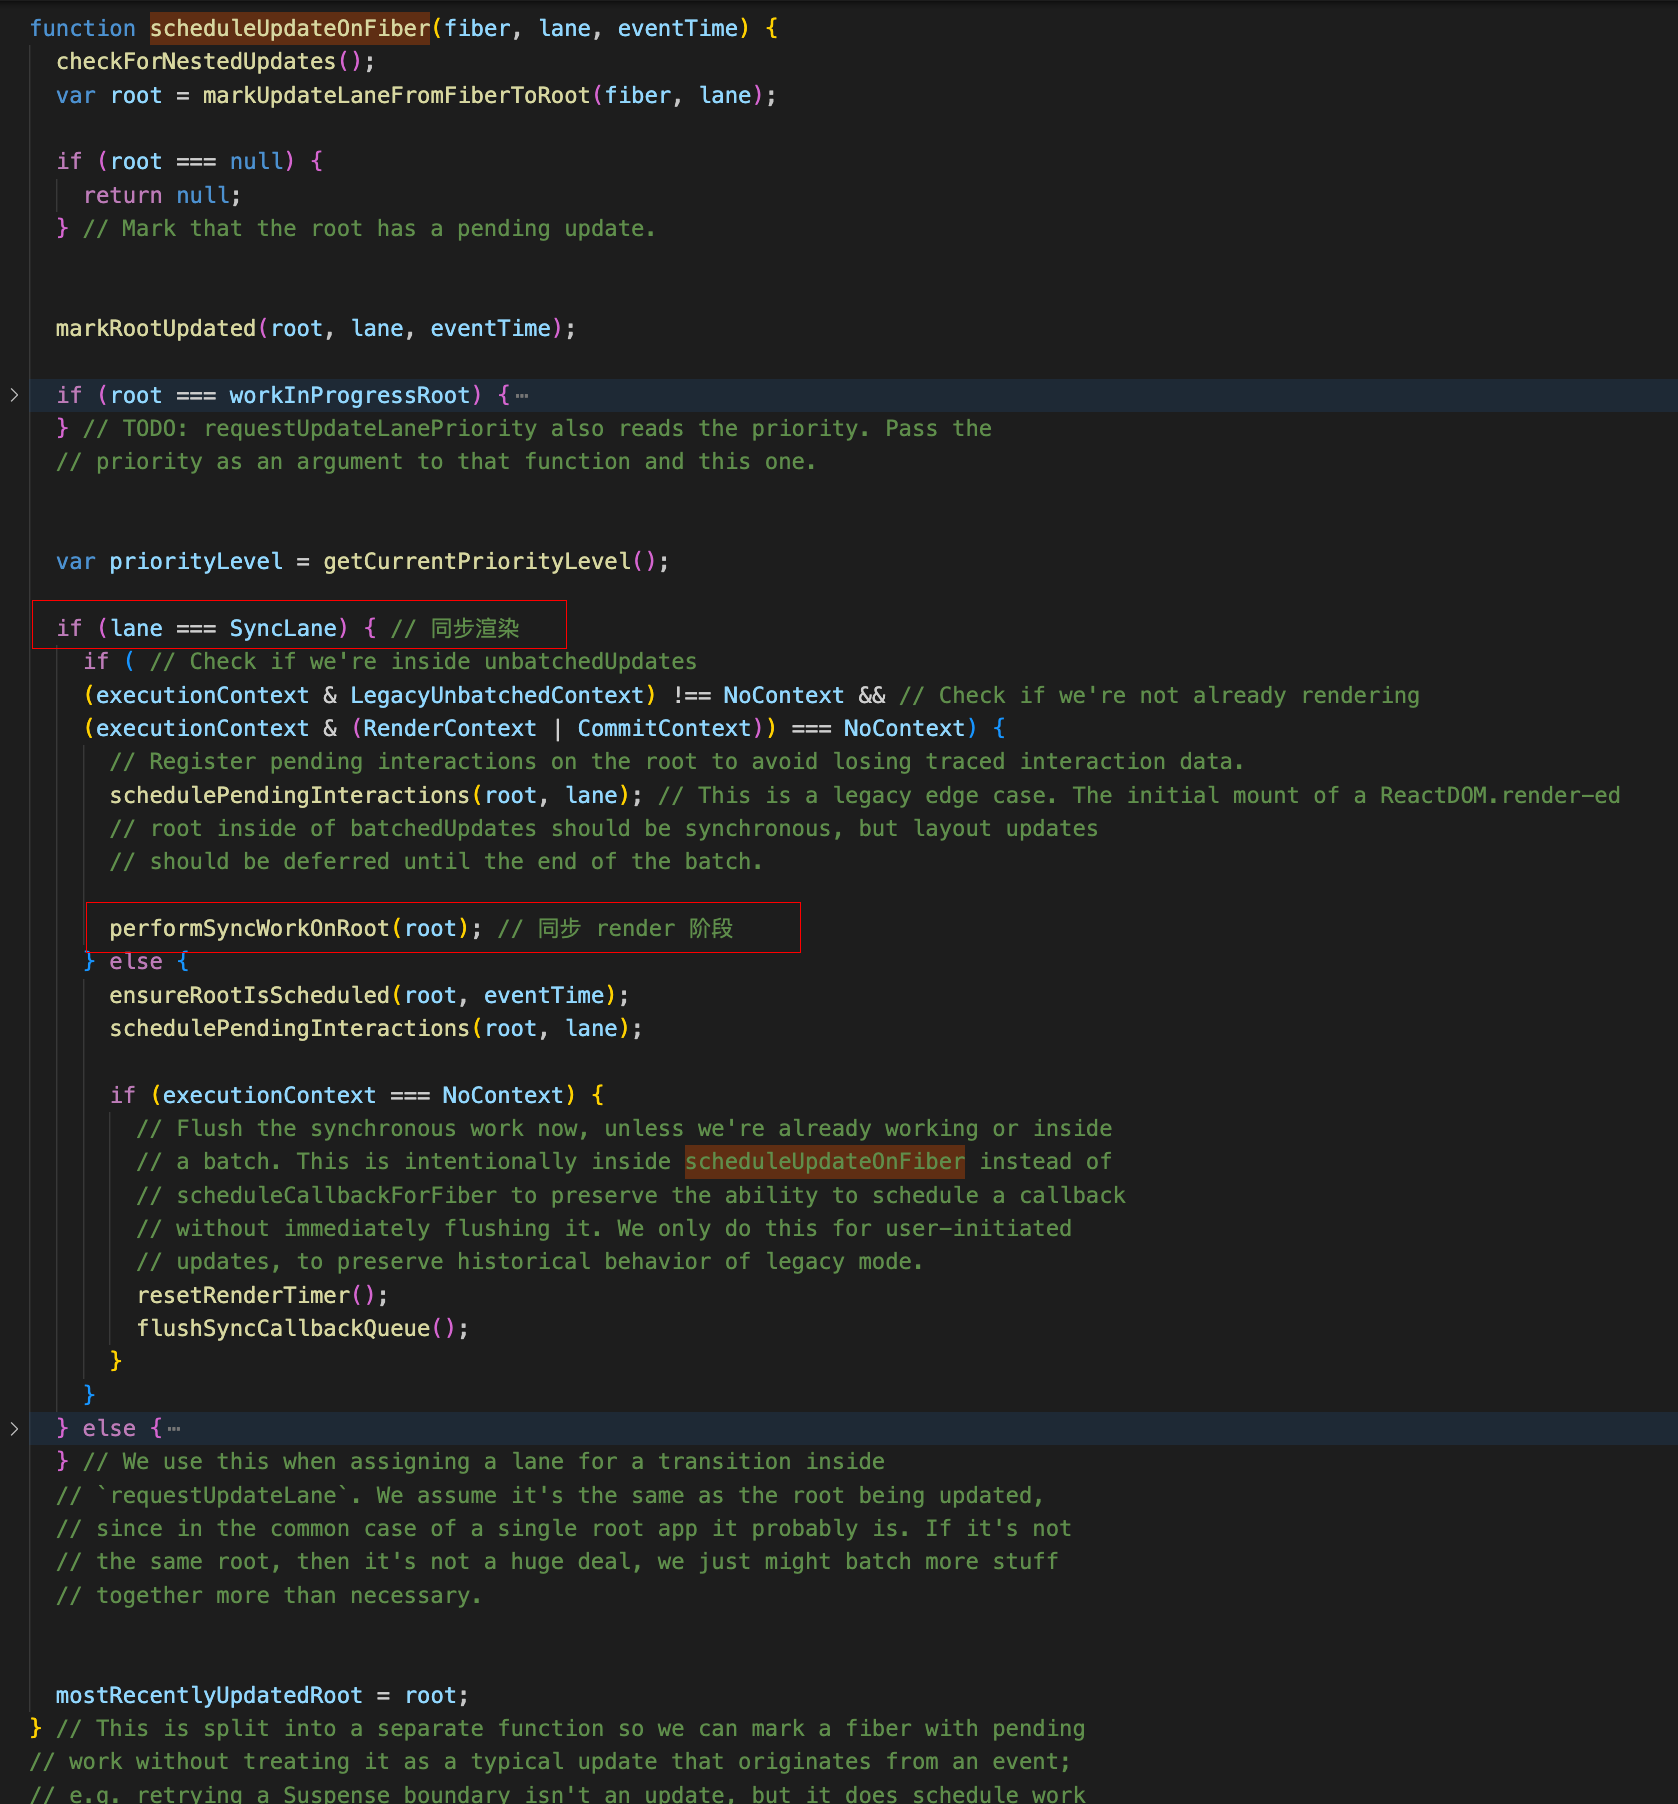 function scheduleUpdateOnFiber(fiber, lane, eventTime) {
checkForNestedUpdates();
var root = markUpdateLaneFromFiberToRoot(fiber, lane);
if (root === null) {
return null;
} // Mark that the root has a pending update.
markRootUpdated(root, lane, eventTime);
if (root === workInProgressRoot) {⋯
} // TODO: requestUpdateLanePriority also reads the priority. Pass the
// priority as an argument to that function and this one.
var priorityLevel = getCurrentPriorityLevel();
if (lane === SyncLane) { // 同步渲染
if ( // Check if we're inside unbatchedUpdates
(executionContext & LegacyUnbatchedContext) !== NoContext && // Check if we're not already rendering
(executionContext & (RenderContext | CommitContext)) === NoContext) {
// Register pending interactions on the root to avoid losing traced interaction data.
schedulePendingInteractions(root, lane); // This is a legacy edge case. The initial mount of a ReactDOM.render-ed
// root inside of batchedUpdates should be synchronous, but layout updates
// should be deferred until the end of the batch.
performSyncWorkOnRoot(root); // 同步 render 阶段
} else {
ensureRootIsScheduled(root, eventTime);
schedulePendingInteractions(root, lane);
if (executionContext === NoContext) {
// Flush the synchronous work now, unless we're already working or inside
// a batch. This is intentionally inside scheduleUpdateOnFiber instead of
// scheduleCallbackForFiber to preserve the ability to schedule a callback
// without immediately flushing it. We only do this for user-initiated
// updates, to preserve historical behavior of legacy mode.
resetRenderTimer();
flushSyncCallbackQueue();
}
}
} else {⋯
} // We use this when assigning a lane for a transition inside
// `requestUpdateLane`. We assume it's the same as the root being updated,
// since in the common case of a single root app it probably is. If it's not
// the same root, then it's not a huge deal, we just might batch more stuff
// together more than necessary.
mostRecentlyUpdatedRoot = root;
} // This is split into a separate function so we can mark a fiber with pending
// work without treating it as a typical update that originates from an event;
// e.g. retrying a Suspense boundary isn't an update, but it does schedule work